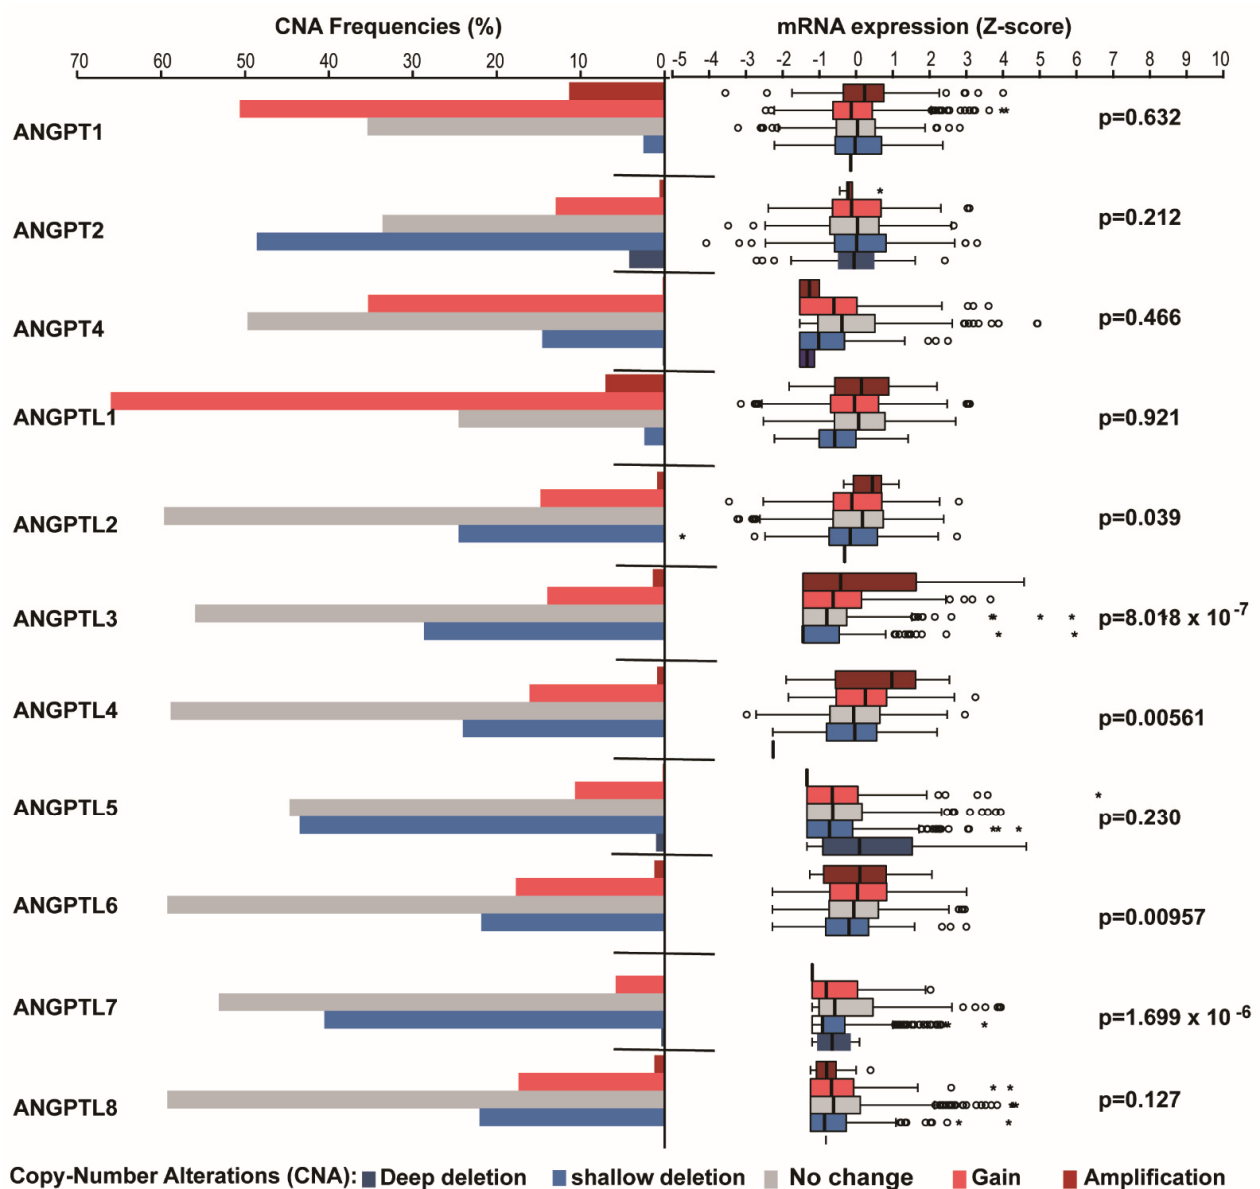 CNA Frequencies (%) mRNA expression (Z-score)
70 60 50 40 30 20 10 0 -5 -4 -3 -2 -1 0 1 2 3 4 5 6 7 8 9 10
ANGPT1 p=0.632
ANGPT2 p=0.212
ANGPT4 p=0.466
ANGPTL1 p=0.921
ANGPTL2 p=0.039
ANGPTL3 p=8.018 x 10 -7
ANGPTL4 p=0.00561
ANGPTL5 p=0.230
ANGPTL6 p=0.00957
ANGPTL7 p=1.699 x 10 -6
ANGPTL8 p=0.127
Copy-Number Alterations (CNA): Deep deletion shallow deletion No change Gain Amplification